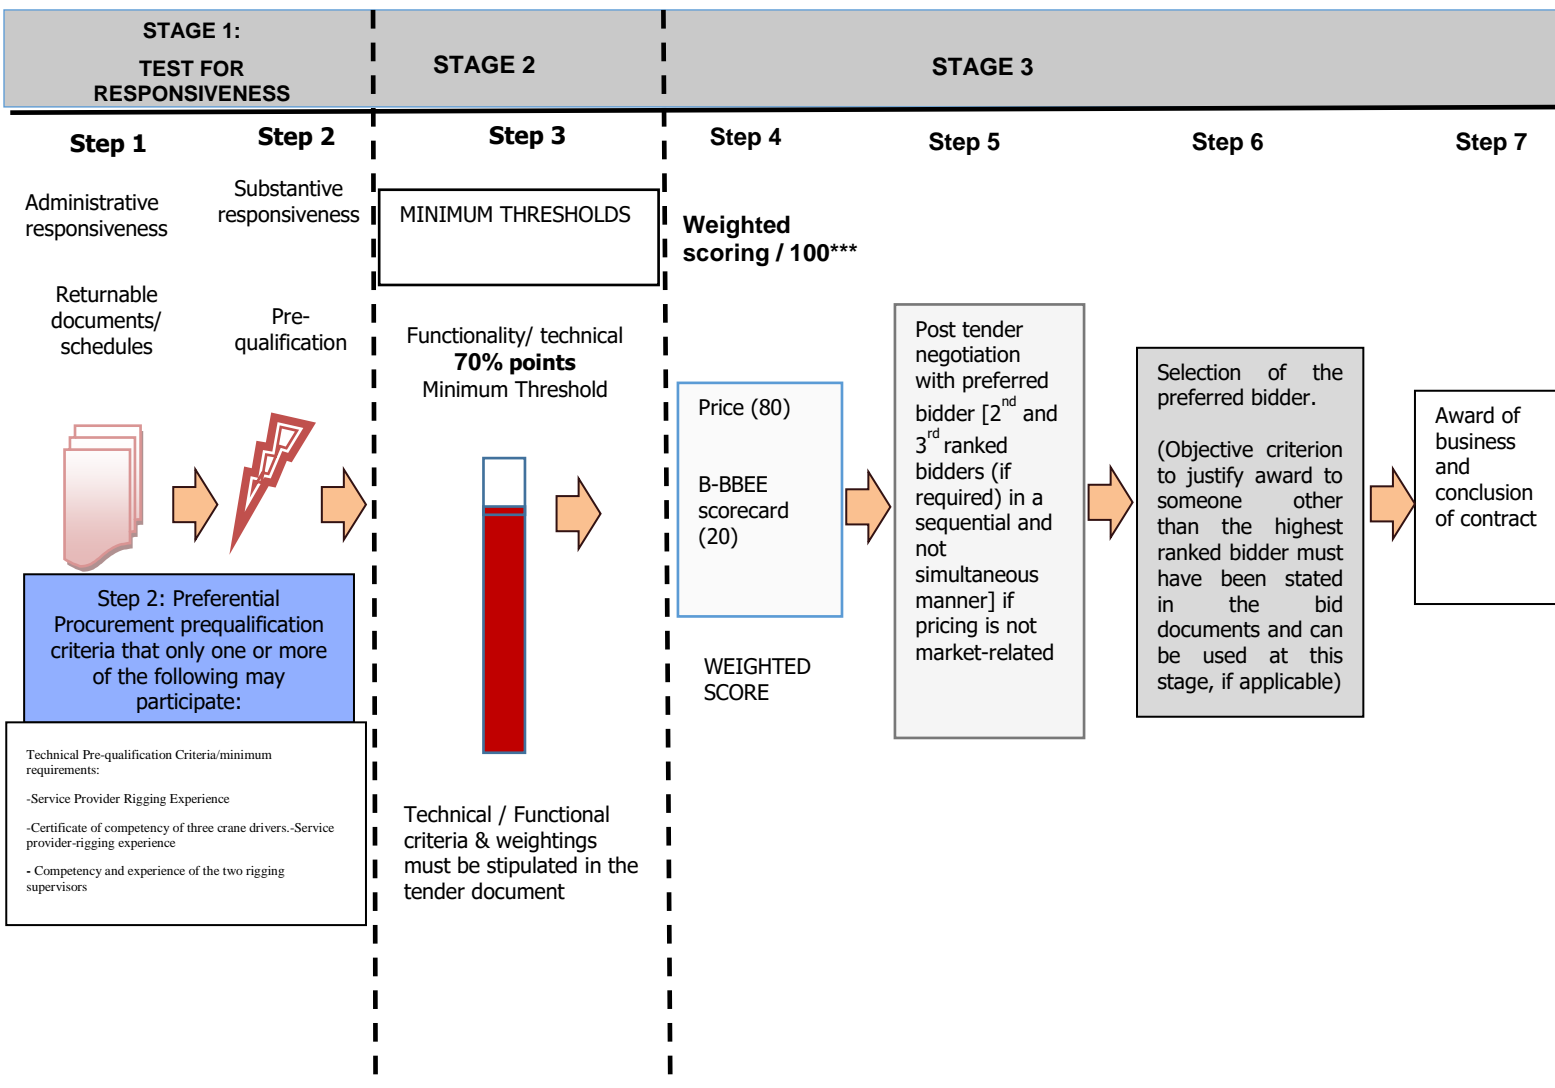 STAGE 1:
TEST FOR
RESPONSIVENESS
STAGE 2
STAGE 3
Step 1
Step 2
Step 3
Step 4
Step 5
Step 6
Step 7
Administrative
responsiveness
Returnable
documents/
schedules
Substantive
responsiveness
Pre-
qualification
Step 2: Preferential
Procurement prequalification
criteria that only one or more
of the following may
participate:
Technical Pre-qualification Criteria/minimum
requirements:
-Service Provider Rigging Experience
-Certificate of competency of three crane drivers.-Service
provider-rigging experience
- Competency and experience of the two rigging
supervisors
MINIMUM THRESHOLDS
Functionality/ technical
70% points
Minimum Threshold
Technical / Functional
criteria & weightings
must be stipulated in the
tender document
Weighted
scoring / 100***
Price (80)
B-BBEE
scorecard
(20)
WEIGHTED
SCORE
Post tender
negotiation
with preferred
bidder [2nd and
3rd ranked
bidders (if
required) in a
sequential and
not
simultaneous
manner] if
pricing is not
market-related
Selection of the
preferred bidder.
(Objective criterion
to justify award to
someone other
than the highest
ranked bidder must
have been stated
in the bid
documents and can
be used at this
stage, if applicable)
Award of
business
and
conclusion
of contract